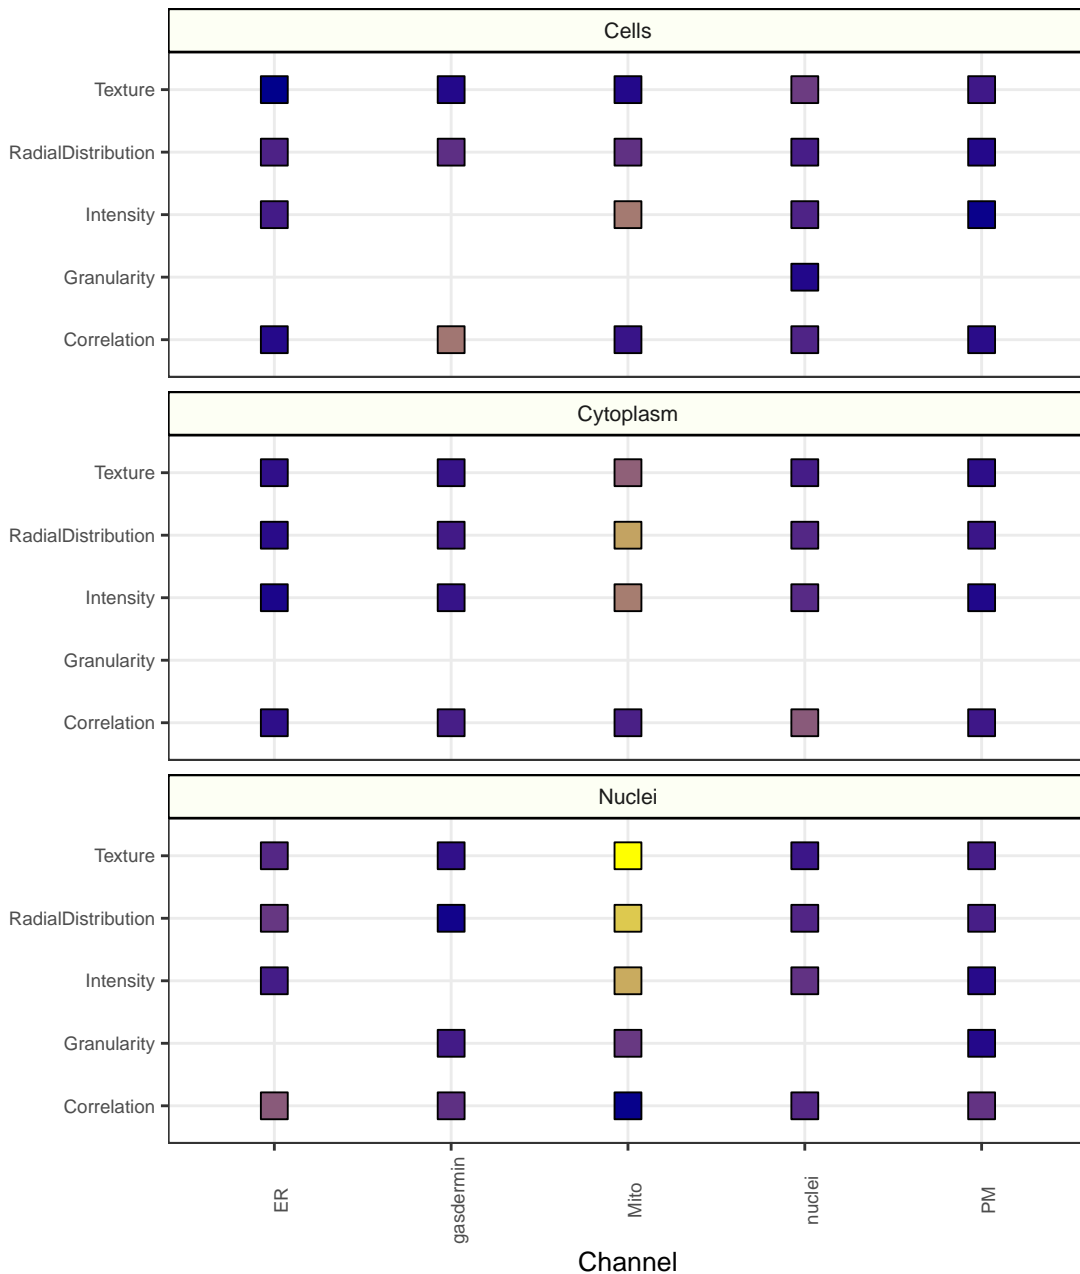 Cells
Texture
RadialDistribution
Intensity
Granularity
Correlation
Cytoplasm
Texture
RadialDistribution
Intensity
Granularity
Correlation
Nuclei
Texture
RadialDistribution
Intensity
Granularity
Correlation
ER
gasdermin
Mito
nuclei
PM
Channel